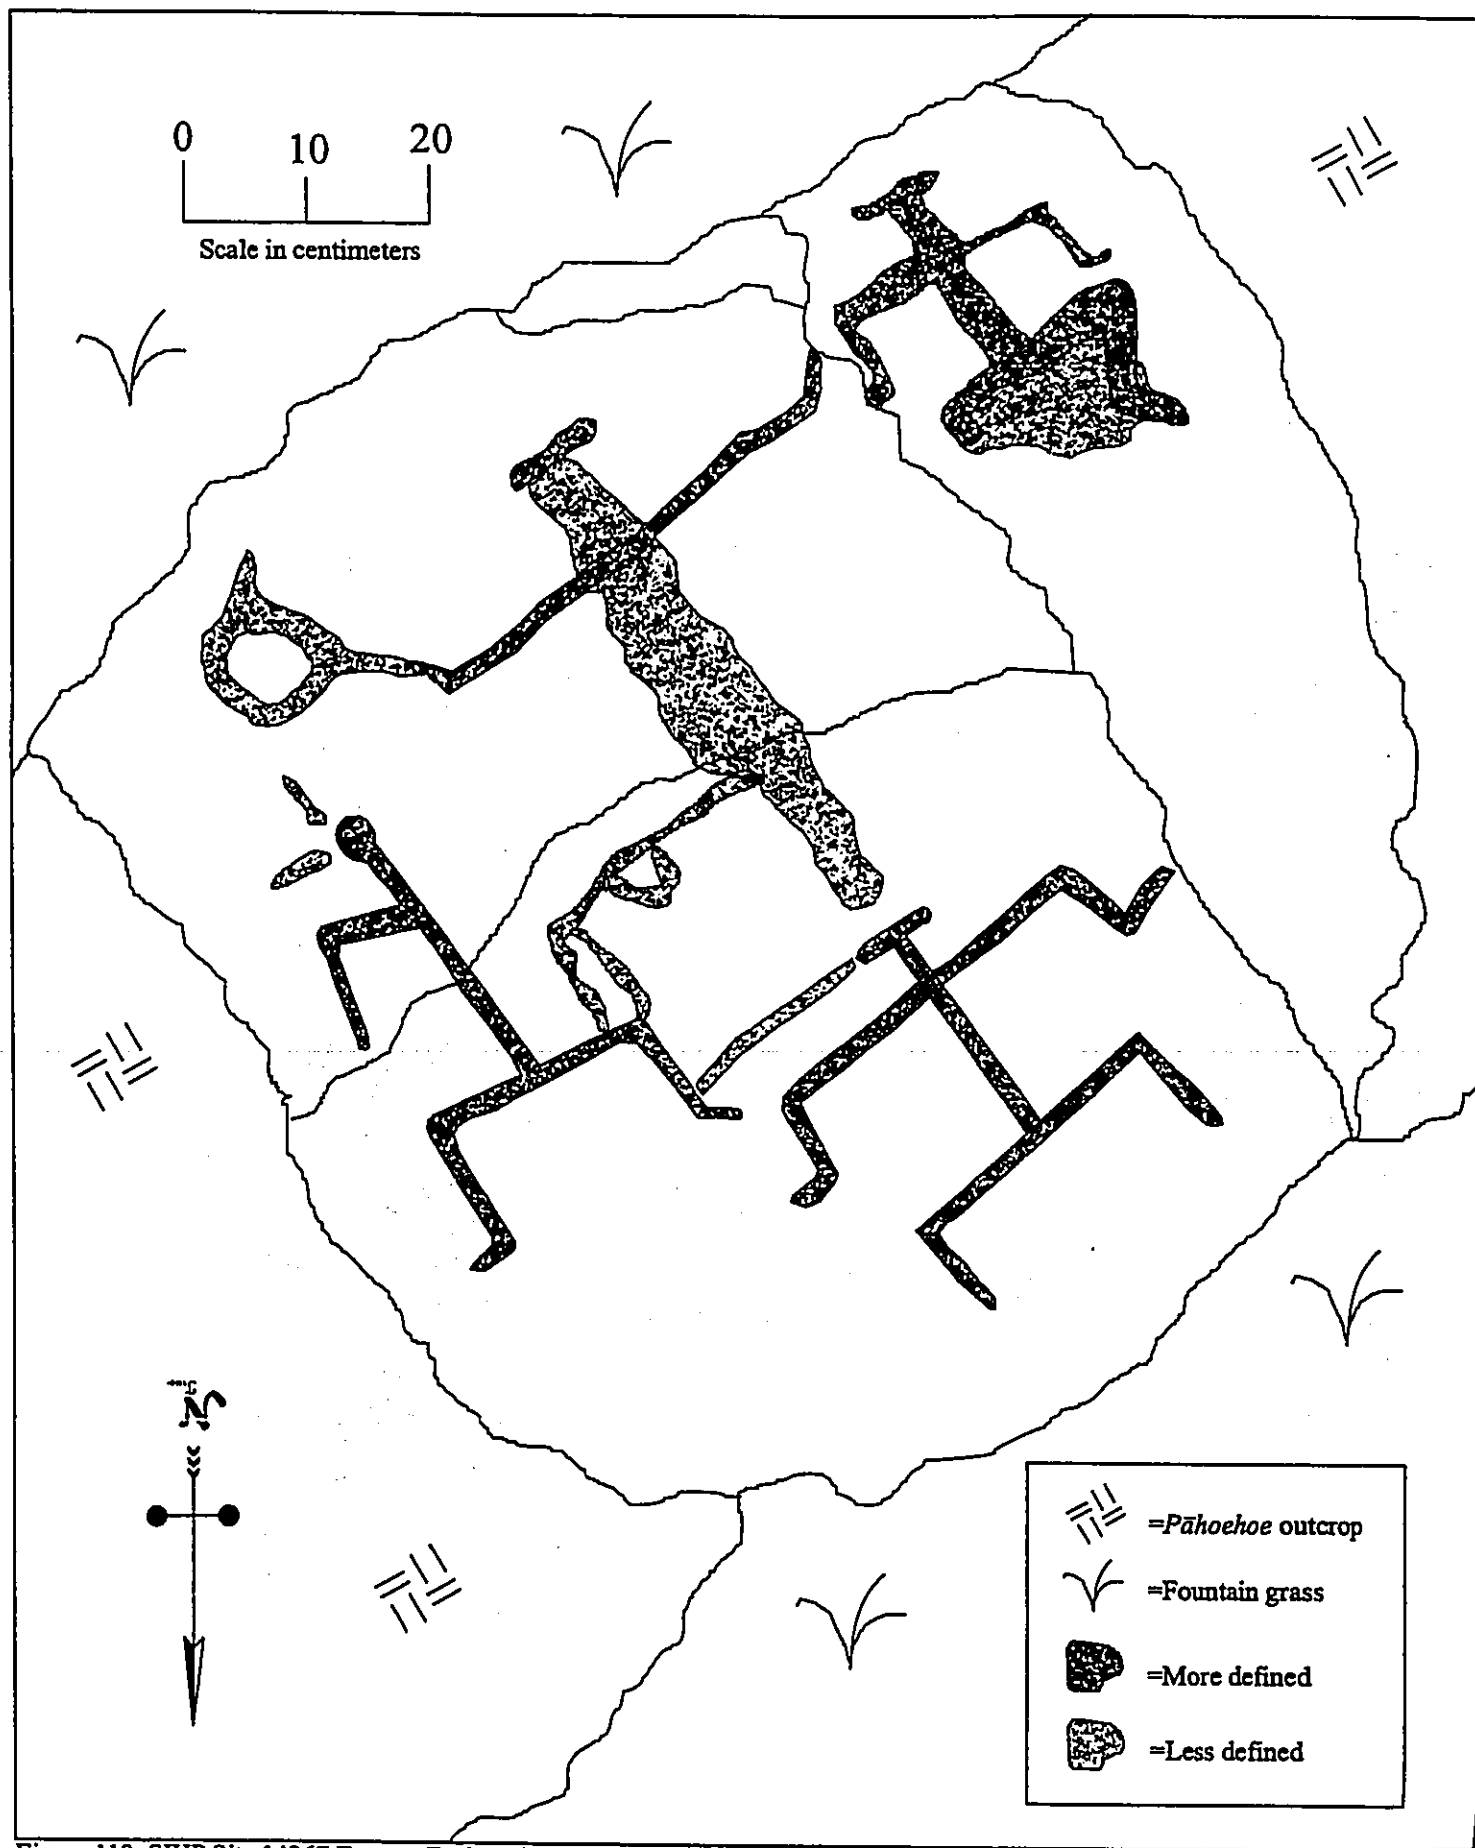 0 10 20
Scale in centimeters
=Pāhoehoe outcrop
=Fountain grass
=More defined
=Less defined